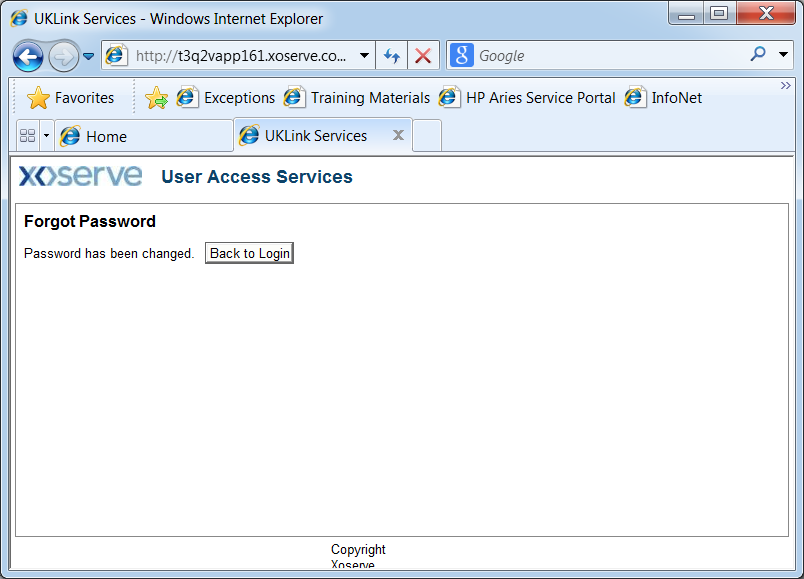 UKLink Services - Windows Internet Explorer
http://t3q2vapp161.xoserve.co... Google
Favorites Exceptions Training Materials HP Aries Service Portal InfoNet
Home UKLink Services
xoserve User Access Services
Forgot Password
Password has been changed. Back to Login
Copyright
Xoserve